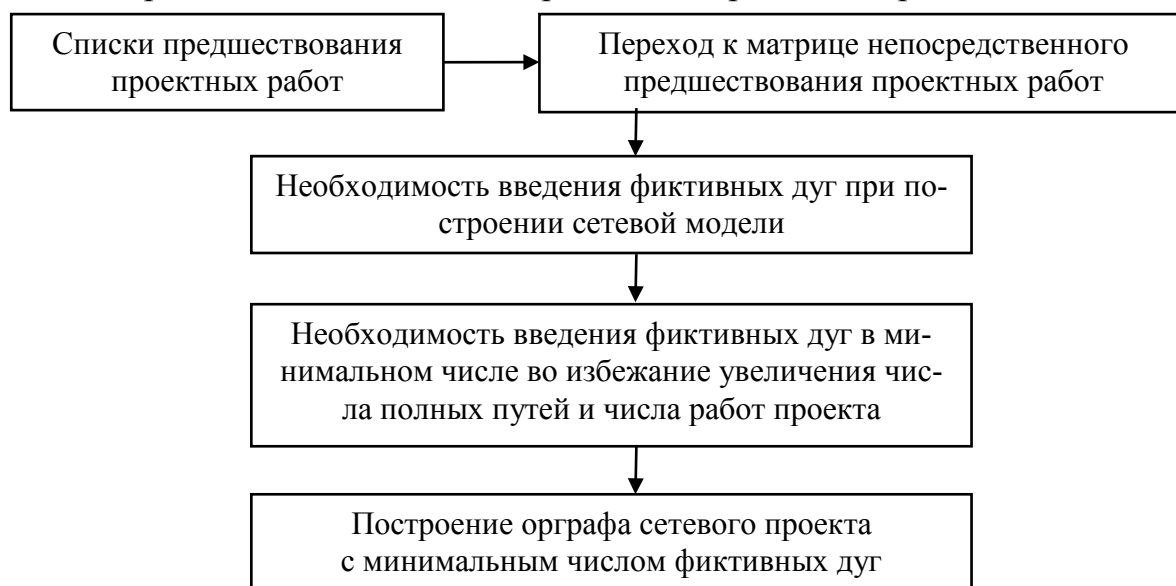 Списки предшествования
проектных работ
Переход к матрице непосредственного
предшествования проектных работ
Необходимость введения фиктивных дуг при по-
строении сетевой модели
Необходимость введения фиктивных дуг в ми-
нимальном числе во избежание увеличения чис-
ла полных путей и числа работ проекта
Построение орграфа сетевого проекта
с минимальным числом фиктивных дуг